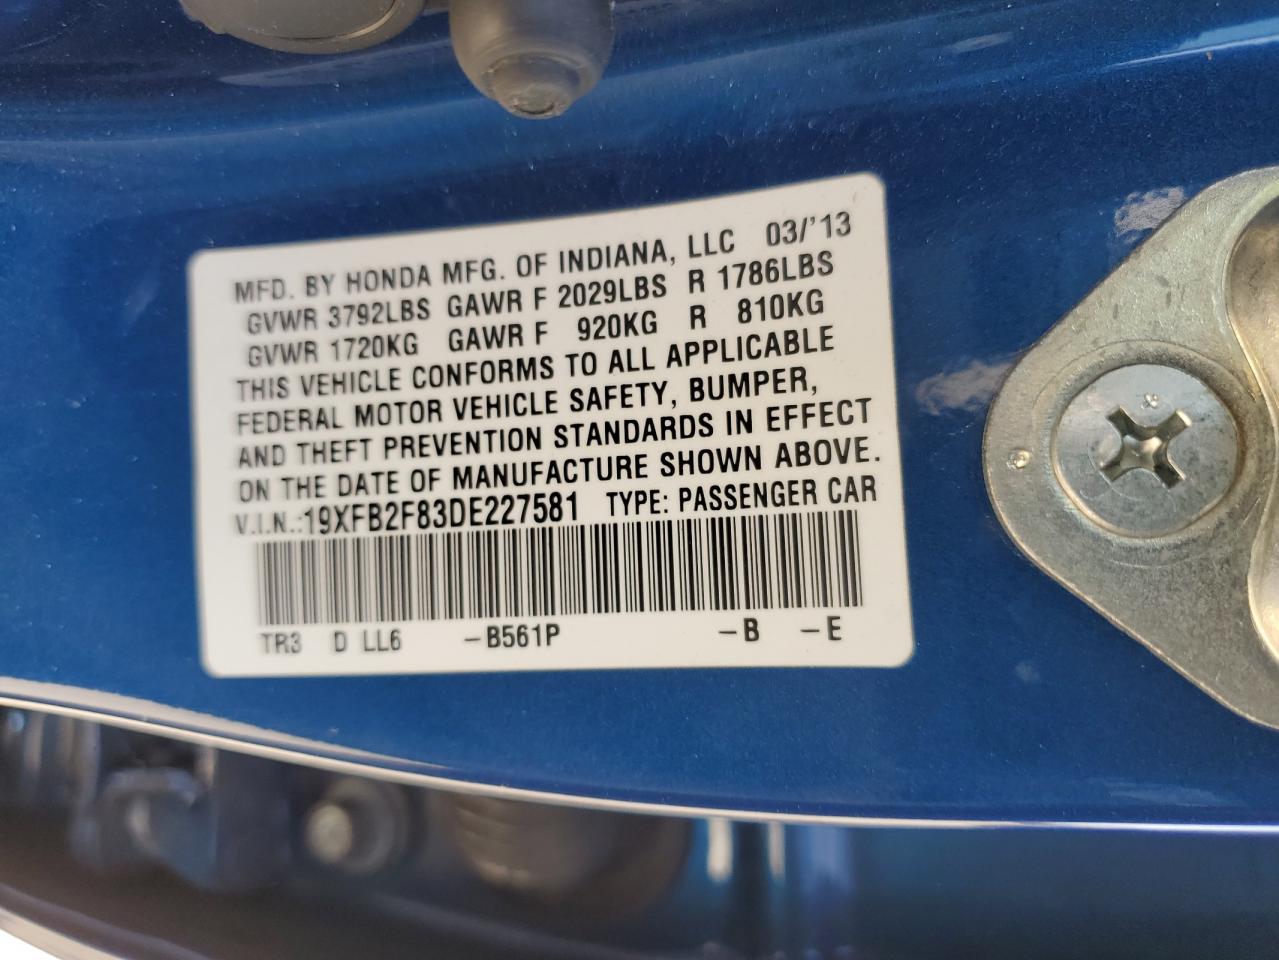 MFD. BY HONDA MFG. OF INDIANA, LLC 03/'13
GVWR 3792LBS GAWR F 2029LBS R 1786LBS
GVWR 1720KG GAWR F 920KG R 810KG
THIS VEHICLE CONFORMS TO ALL APPLICABLE
FEDERAL MOTOR VEHICLE SAFETY, BUMPER,
AND THEFT PREVENTION STANDARDS IN EFFECT
ON THE DATE OF MANUFACTURE SHOWN ABOVE.
V.I.N.:19XFB2F83DE227581 TYPE: PASSENGER CAR
TR3 D LL6 -B561P -B -E